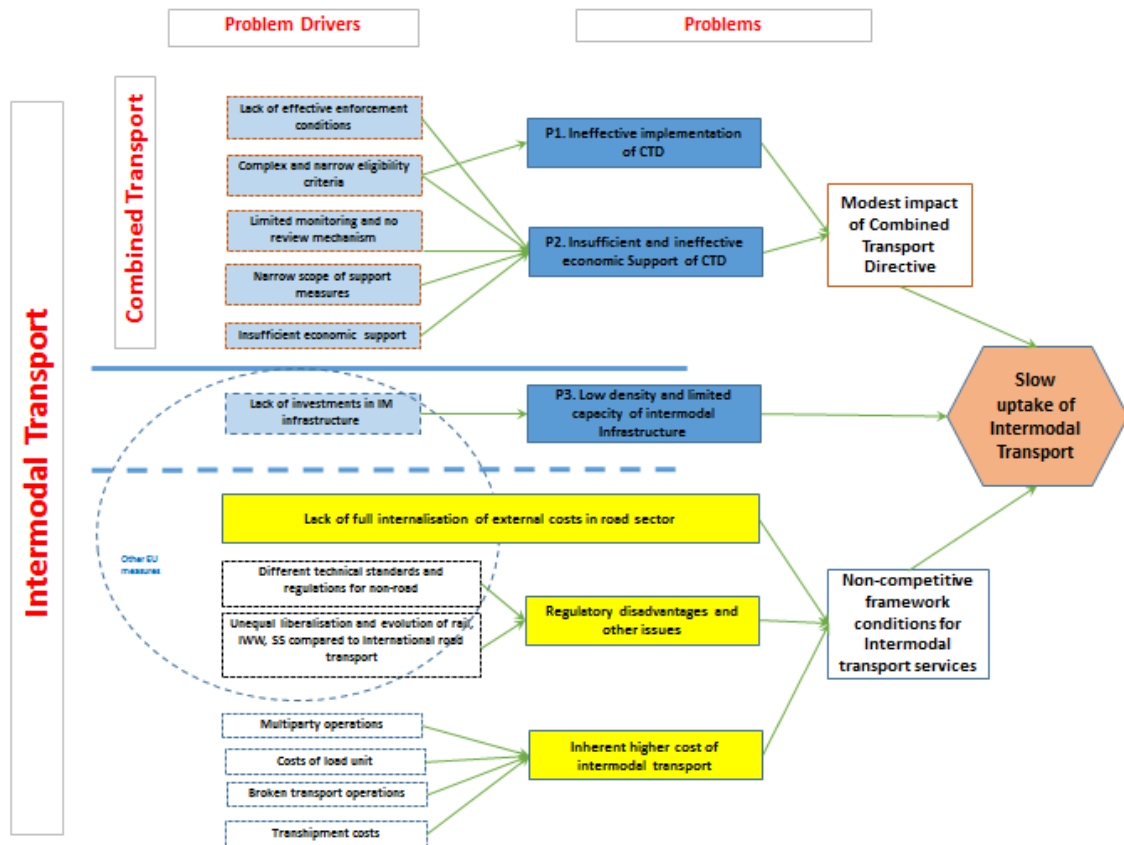 Problem Drivers
Problems
Intermodal Transport
Combined Transport
Lack of effective enforcement
conditions
Complex and narrow eligibility
criteria
Limited monitoring and no
review mechanism
Narrow scope of support
measures
Insufficient economic support
P1. Ineffective implementation
of CTD
P2. Insufficient and ineffective
economic Support of CTD
Modest impact
of Combined
Transport
Directive
Lack of investments in IM
infrastructure
P3. Low density and limited
capacity of intermodal
Infrastructure
Slow
uptake of
Intermodal
Transport
Lack of full internalisation of external costs in road sector
Other EU
measures
Different technical standards and
regulations for non-road
Unequal liberalisation and evolution of rail,
IWW, SS compared to International road
transport
Regulatory disadvantages and
other issues
Non-competitive
framework
conditions for
Intermodal
transport services
Multiparty operations
Costs of load unit
Broken transport operations
Transhipment costs
Inherent higher cost of
intermodal transport